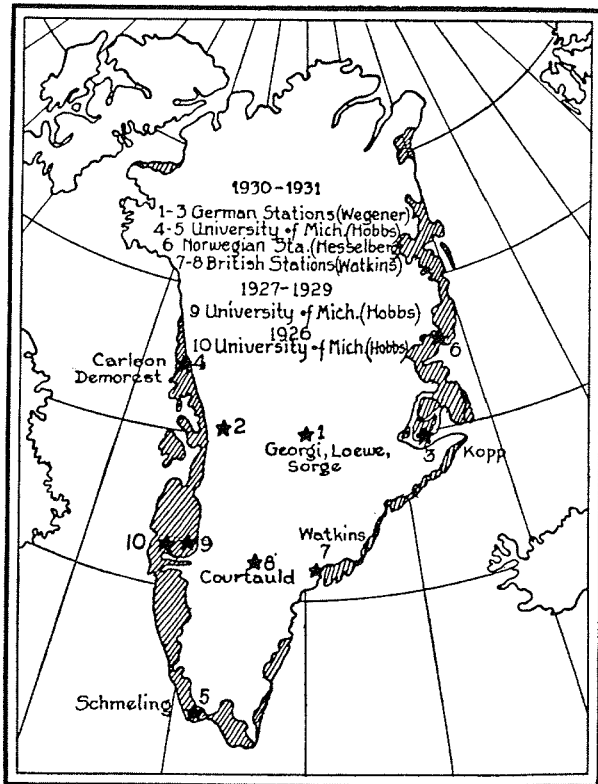 1930-1931
1-3 German Stations (Wegener)
4-5 University of Mich. (Hobbs)
6 Norwegian Sta. (Hesselberg)
7-8 British Stations (Watkins)
1927-1929
9 University of Mich. (Hobbs)
1926
10 University of Mich (Hobbs)
6
Carlson
Demorest
4
2
1
Georgi, Loewe,
Sorge
3
Kopp
10
9
Watkins
7
8
Courtauld
Schmeling
5